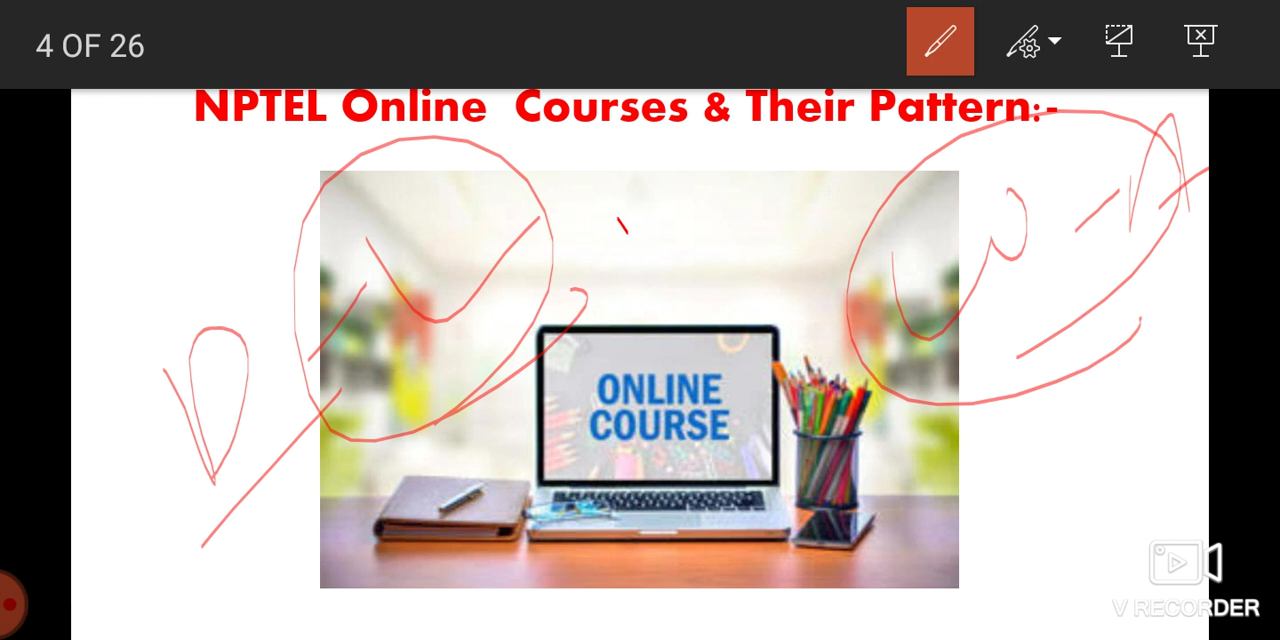 4 OF 26
NPTEL Online Courses & Their Pattern:-
ONLINE
COURSE
V RECORDER